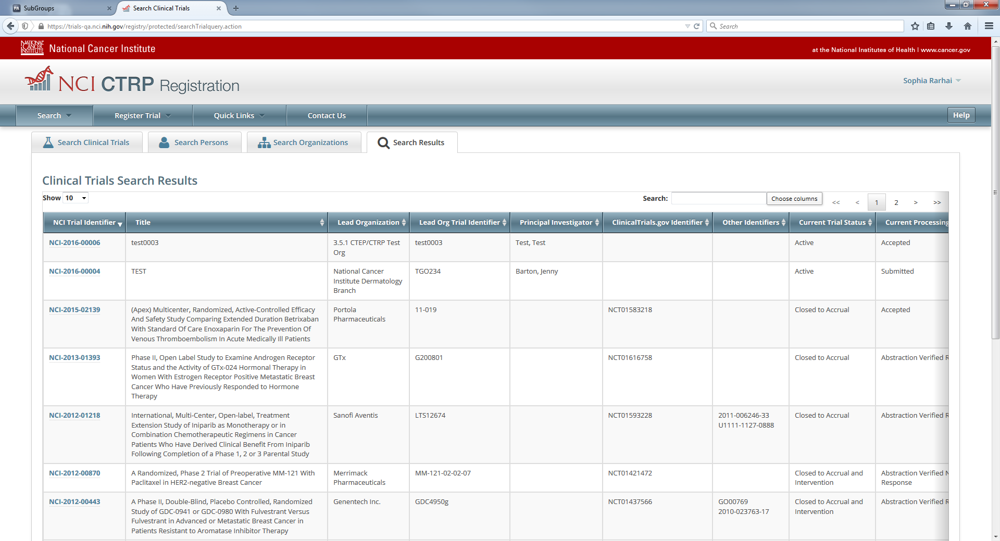 SubGroups
Search Clinical Trials
https://trials-qa.nci.nih.gov/registry/protected/searchTrialquery.action
Search
NATIONAL CANCER INSTITUTE
National Cancer Institute
at the National Institutes of Health | www.cancer.gov
NCI CTRP Registration
Sophia Rarhai
Search
Register Trial
Quick Links
Contact Us
Help
Search Clinical Trials
Search Persons
Search Organizations
Search Results
Clinical Trials Search Results
Show 10
Search:
Choose columns
<< < 1 2 > >>
NCI Trial Identifier
Title
Lead Organization
Lead Org Trial Identifier
Principal Investigator
ClinicalTrials.gov Identifier
Other Identifiers
Current Trial Status
Current Processing
NCI-2016-00006
test0003
3.5.1 CTEP/CTRP Test
Org
test0003
Test, Test
Active
Accepted
NCI-2016-00004
TEST
National Cancer
Institute Dermatology
Branch
TGO234
Barton, Jenny
Active
Submitted
NCI-2015-02139
(Apex) Multicenter, Randomized, Active-Controlled Efficacy
And Safety Study Comparing Extended Duration Betrixaban
With Standard Of Care Enoxaparin For The Prevention Of
Venous Thromboembolism In Acute Medically Ill Patients
Portola
Pharmaceuticals
11-019
NCT01583218
Closed to Accrual
Accepted
NCI-2013-01393
Phase II, Open Label Study to Examine Androgen Receptor
Status and the Activity of GTx-024 Hormonal Therapy in
Women With Estrogen Receptor Positive Metastatic Breast
Cancer Who Have Previously Responded to Hormone
Therapy
GTx
G200801
NCT01616758
Closed to Accrual
Abstraction Verified R
NCI-2012-01218
International, Multi-Center, Open-label, Treatment
Extension Study of Iniparib as Monotherapy or in
Combination Chemotherapeutic Regimens in Cancer
Patients Who Have Derived Clinical Benefit From Iniparib
Following Completion of a Phase 1, 2 or 3 Parental Study
Sanofi Aventis
LTS12674
NCT01593228
2011-006246-33
U1111-1127-0888
Closed to Accrual
Abstraction Verified R
NCI-2012-00870
A Randomized, Phase 2 Trial of Preoperative MM-121 With
Paclitaxel in HER2-negative Breast Cancer
Merrimack
Pharmaceuticals
MM-121-02-02-07
NCT01421472
Closed to Accrual and
Intervention
Abstraction Verified N
Response
NCI-2012-00443
A Phase II, Double-Blind, Placebo Controlled, Randomized
Study of GDC-0941 or GDC-0980 With Fulvestrant Versus
Fulvestrant in Advanced or Metastatic Breast Cancer in
Patients Resistant to Aromatase Inhibitor Therapy
Genentech Inc.
GDC4950g
NCT01437566
GO00769
2010-023763-17
Closed to Accrual and
Intervention
Abstraction Verified R